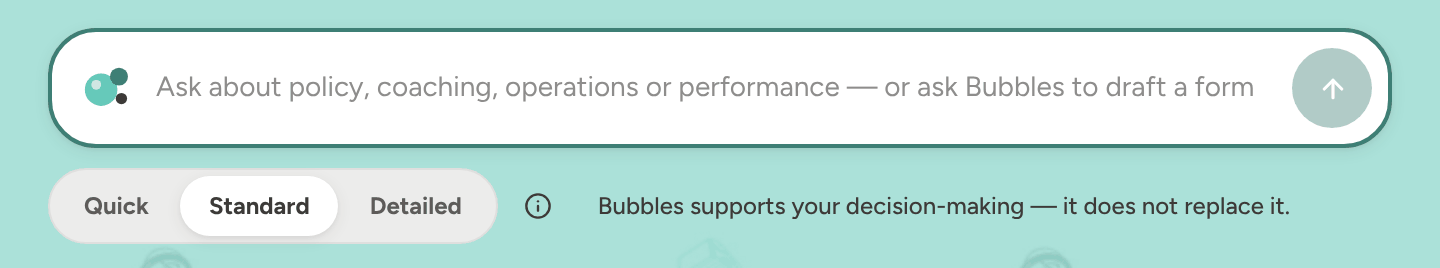 Ask about policy, coaching, operations or performance — or ask Bubbles to draft a form
Quick Standard Detailed Bubbles supports your decision-making — it does not replace it.